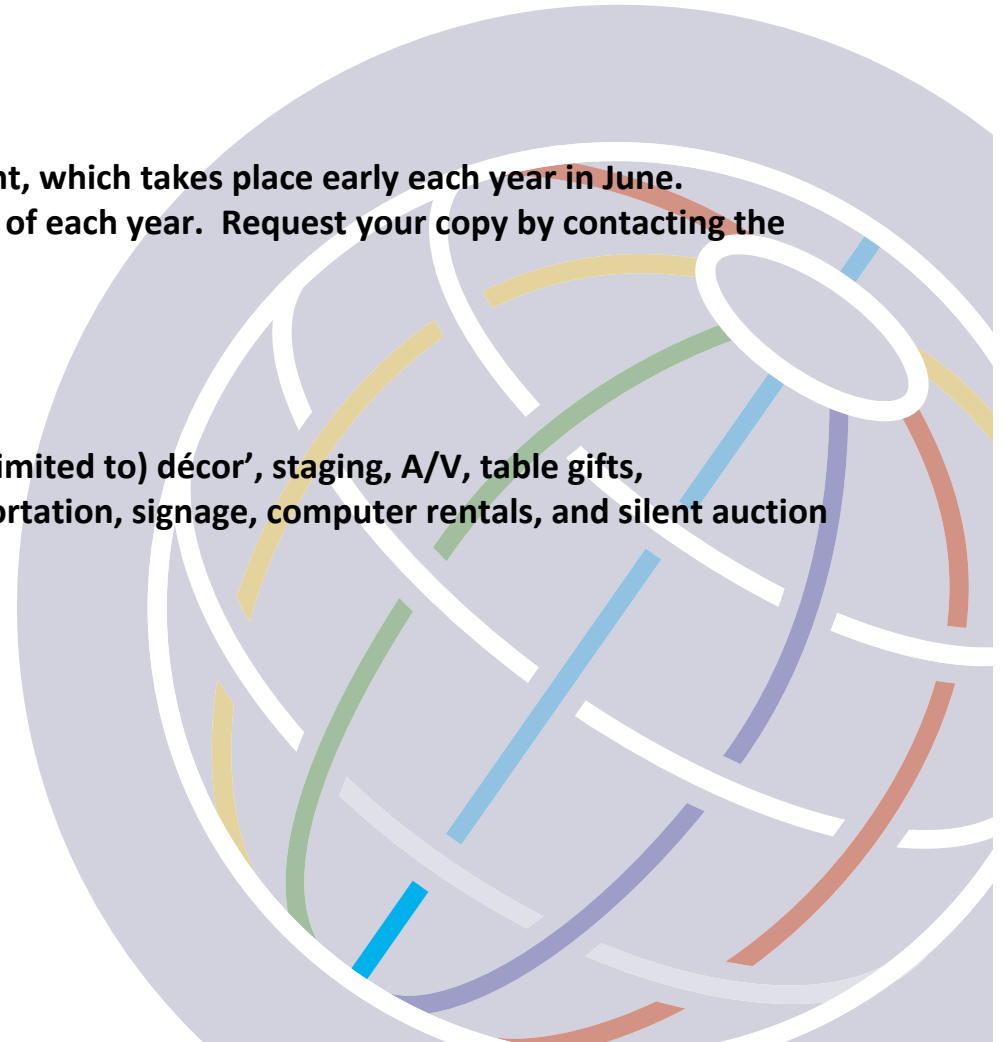 nt, which takes place early each year in June.
of each year.  Request your copy by contacting the
imited to) décor’, staging, A/V, table gifts,
ortation, signage, computer rentals, and silent auction